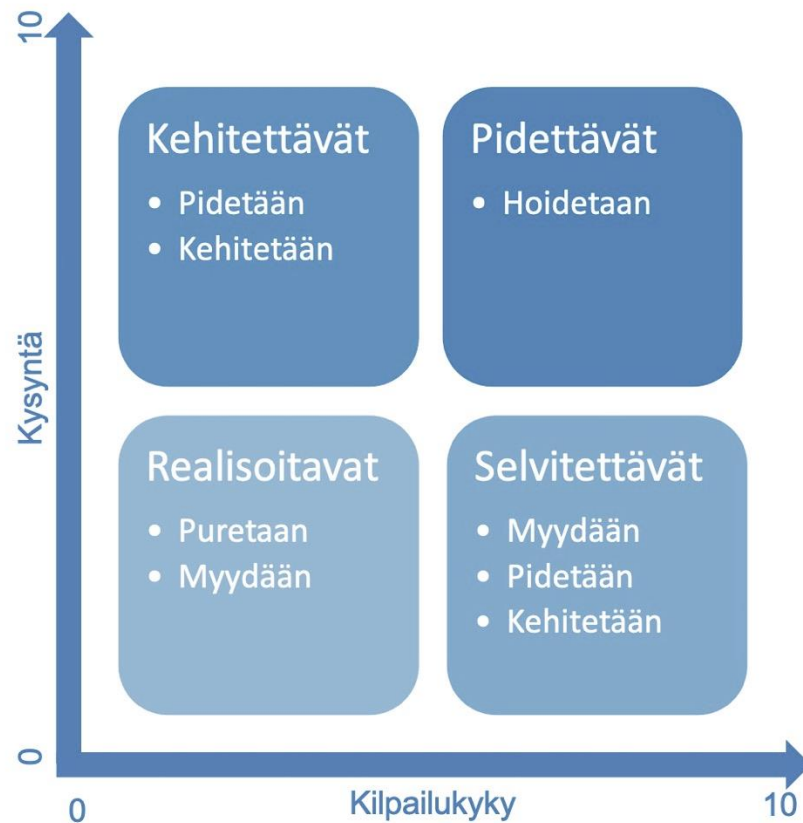 10
Kysyntä
0
Kehitettävät
• Pidetään
• Kehitetään
Pidettävät
• Hoidetaan
Realisoitavat
• Puretaan
• Myydään
Selvitettävät
• Myydään
• Pidetään
• Kehitetään
0
Kilpailukyky
10